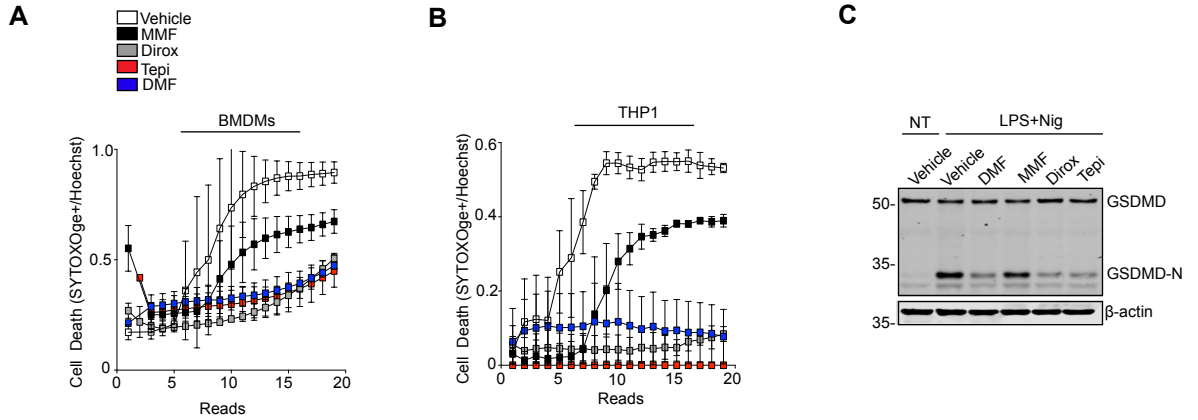 A
Vehicle
MMF
Dirox
Tepi
DMF
BMDMs
Cell Death (SYTOXOge+/Hoechst)
1.0
0.5
0
0 5 10 15 20
Reads
B
THP1
Cell Death (SYTOXOge+/Hoechst)
0.6
0.4
0.2
0
0 5 10 15 20
Reads
C
NT LPS+Nig
Vehicle Vehicle DMF MMF Dirox Tepi
50- GSDMD
35- GSDMD-N
35- β-actin